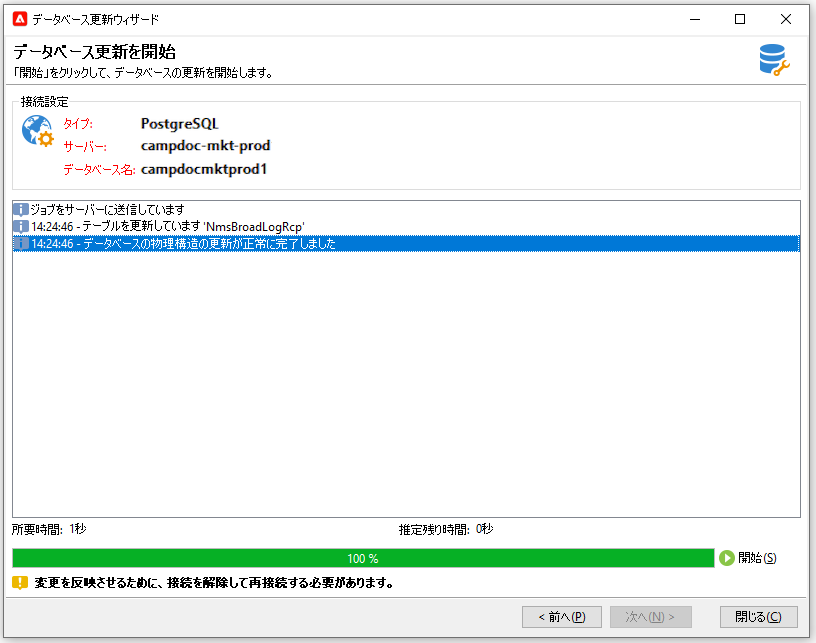 データベース更新ウィザード
データベース更新を開始
「開始」をクリックして、データベースの更新を開始します。
接続設定
タイプ: PostgreSQL
サーバー: campdoc-mkt-prod
データベース名: campdocmktprod1
ジョブをサーバーに送信しています
14:24:46 - テーブルを更新しています 'NmsBroadLogRcp'
14:24:46 - データベースの物理構造の更新が正常に完了しました
所要時間: 1秒 推定残り時間: 0秒
100 % 開始(S)
変更を反映させるために、接続を解除して再接続する必要があります。
< 前へ(P) 次へ(N) > 閉じる(C)